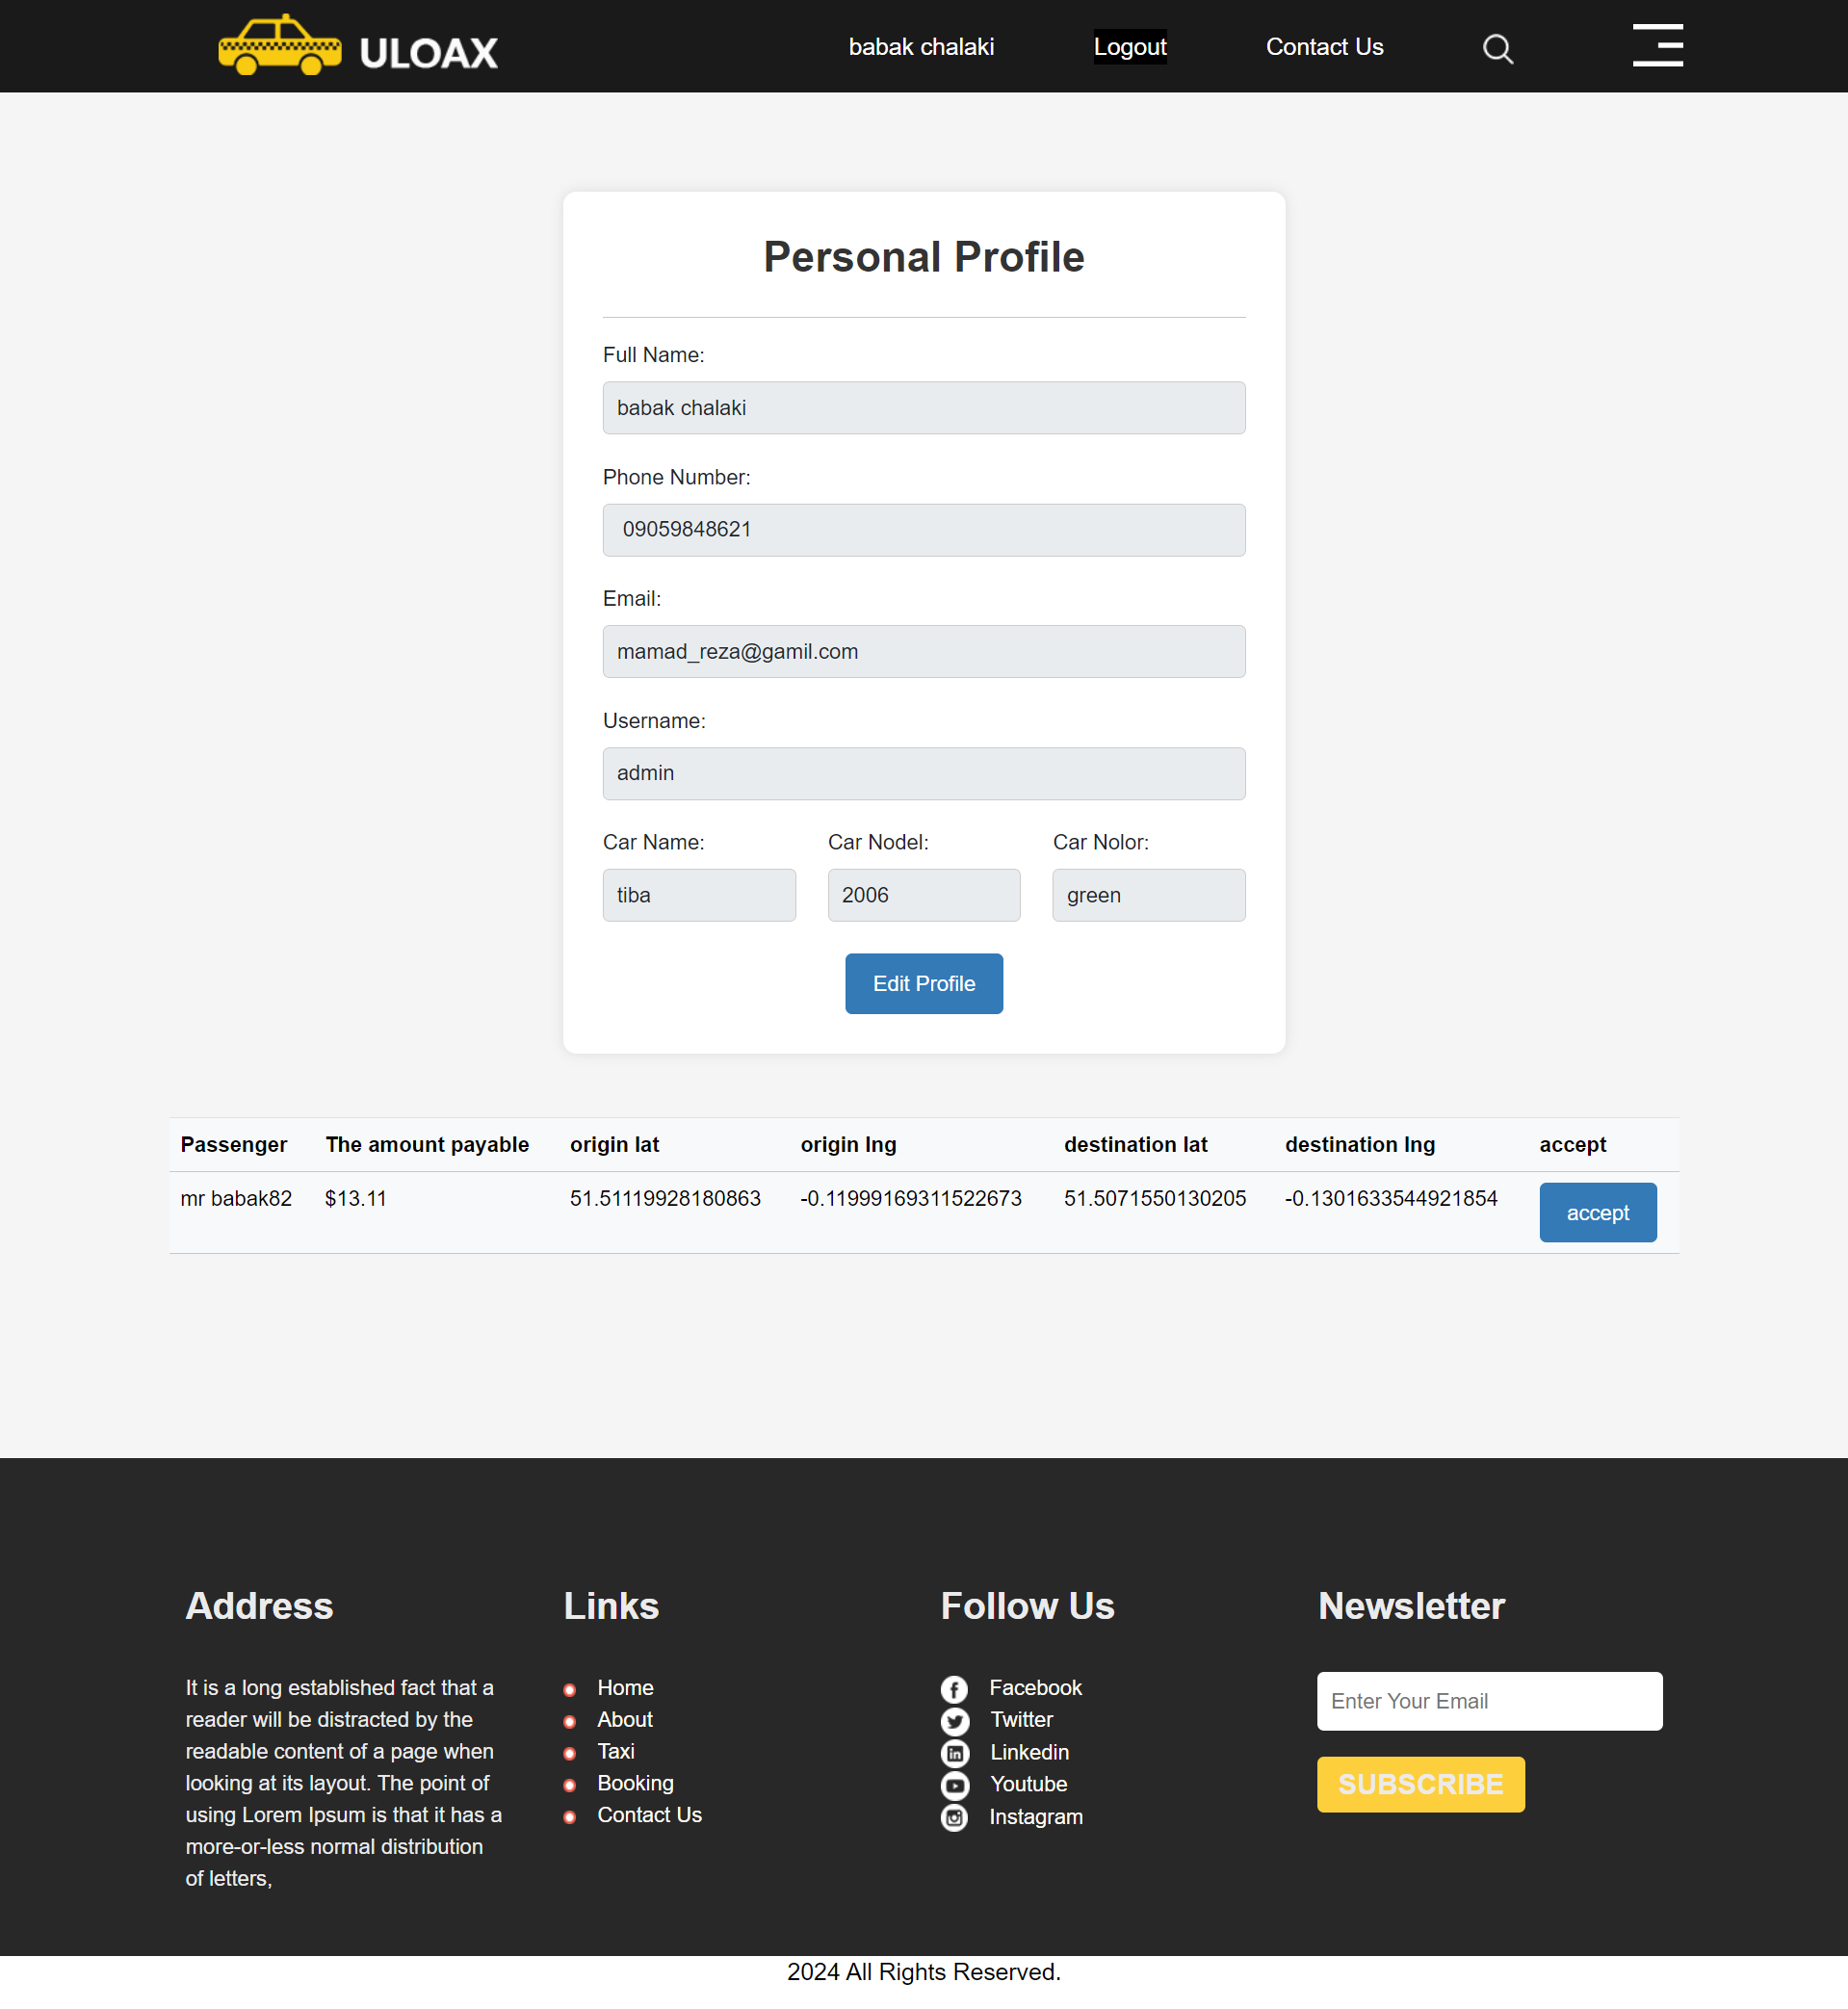 ULOAX
babak chalaki
Logout
Contact Us
Personal Profile
Full Name:
babak chalaki
Phone Number:
09059848621
Email:
mamad_reza@gamil.com
Username:
admin
Car Name: Car Nodel: Car Nolor:
tiba 2006 green
Edit Profile
Passenger The amount payable origin lat origin lng destination lat destination lng accept
mr babak82 $13.11 51.51119928180863 -0.11999169311522673 51.5071550130205 -0.1301633544921854 accept
Address
It is a long established fact that a
reader will be distracted by the
readable content of a page when
looking at its layout. The point of
using Lorem Ipsum is that it has a
more-or-less normal distribution
of letters,
Links
Home
About
Taxi
Booking
Contact Us
Follow Us
Facebook
Twitter
Linkedin
Youtube
Instagram
Newsletter
Enter Your Email
SUBSCRIBE
2024 All Rights Reserved.